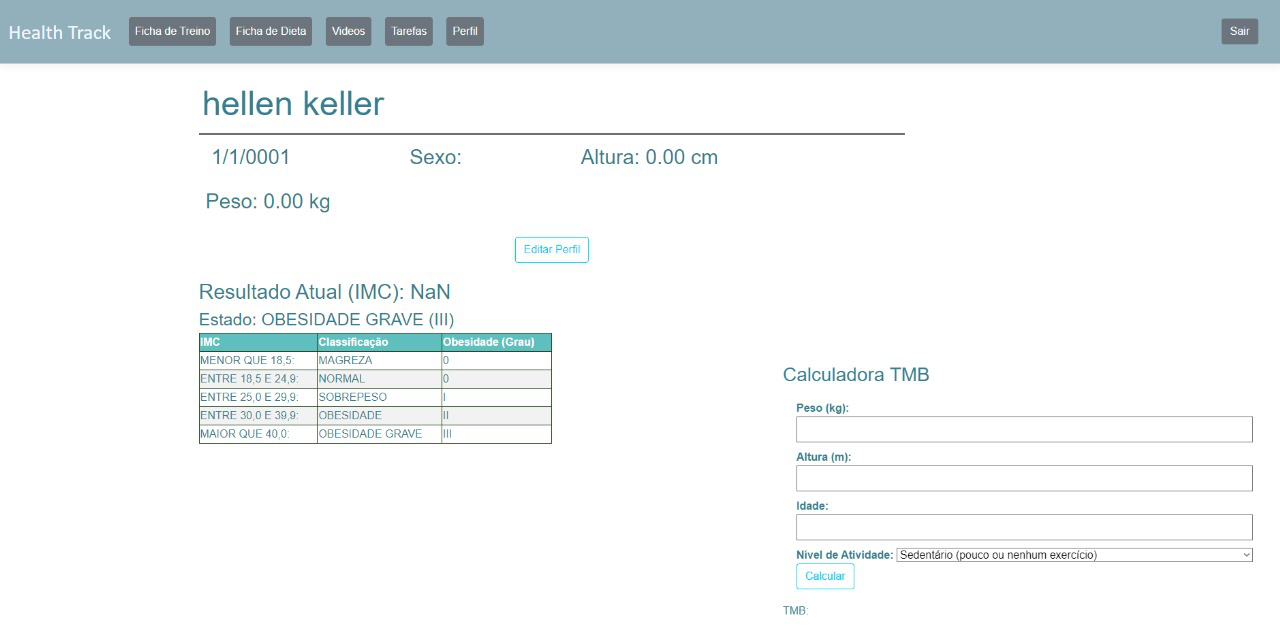 Health Track Ficha de Treino Ficha de Dieta Videos Tarefas Perfil Sair
hellen keller
1/1/0001 Sexo: Altura: 0.00 cm
Peso: 0.00 kg
Editar Perfil
Resultado Atual (IMC): NaN
Estado: OBESIDADE GRAVE (III)
IMC Classificação Obesidade (Grau)
MENOR QUE 18,5: MAGREZA 0
ENTRE 18,5 E 24,9: NORMAL 0
ENTRE 25,0 E 29,9: SOBREPESO I
ENTRE 30,0 E 39,9: OBESIDADE II
MAIOR QUE 40,0: OBESIDADE GRAVE III
Calculadora TMB
Peso (kg):
Altura (m):
Idade:
Nivel de Atividade: Sedentário (pouco ou nenhum exercício)
Calcular
TMB: